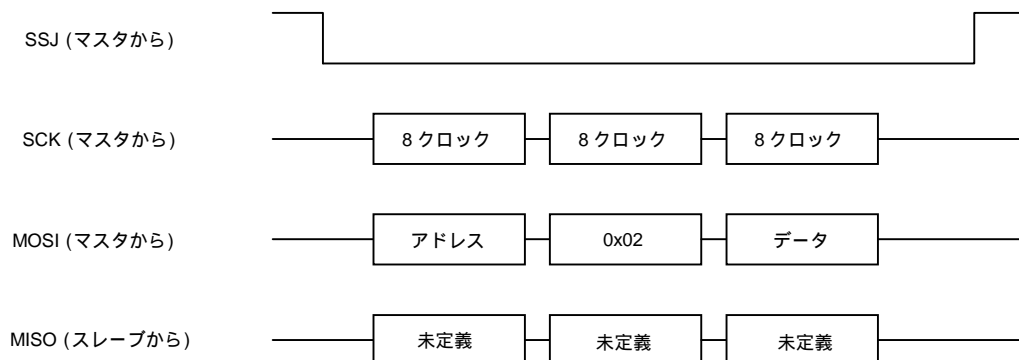 SSJ (マスタから)
SCK (マスタから) 8 クロック 8 クロック 8 クロック
MOSI (マスタから) アドレス 0x02 データ
MISO (スレーブから) 未定義 未定義 未定義